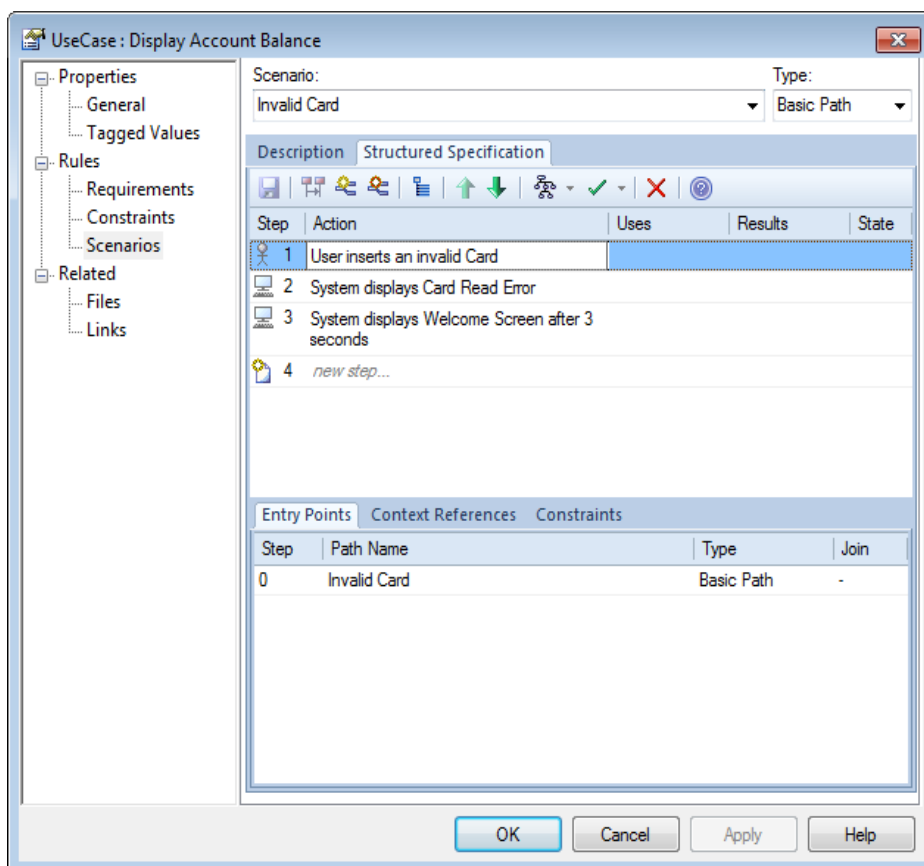 UseCase : Display Account Balance
Properties
General
Tagged Values
Rules
Requirements
Constraints
Scenarios
Related
Files
Links
Scenario: Type:
Invalid Card Basic Path
Description Structured Specification
Step Action Uses Results State
1 User inserts an invalid Card
2 System displays Card Read Error
3 System displays Welcome Screen after 3
seconds
4 new step...
Entry Points Context References Constraints
Step Path Name Type Join
0 Invalid Card Basic Path -
OK Cancel Apply Help